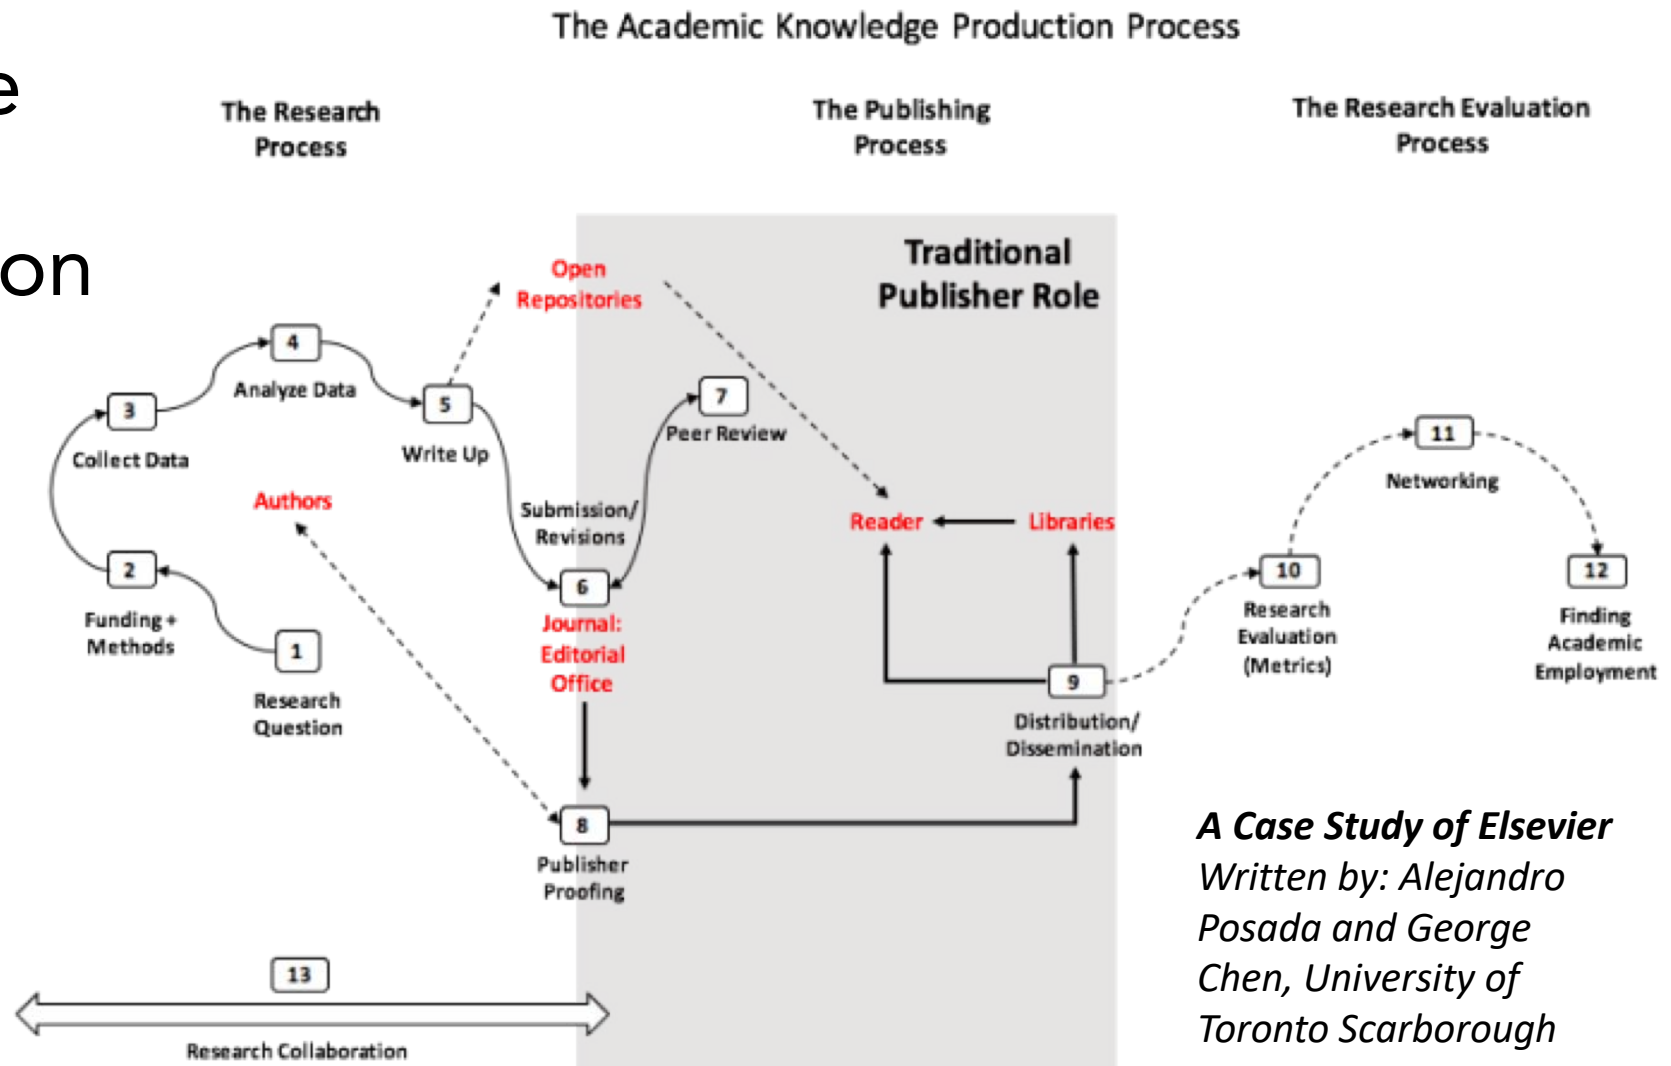 The Academic Knowledge Production Process
e
on
The Research
Process
The Publishing
Process
The Research Evaluation
Process
Traditional
Publisher Role
Open
Repositories
4
Analyze Data
3
Collect Data
5
Write Up
7
Peer Review
11
Networking
Authors
Submission/
Revisions
Reader
Libraries
2
Funding +
Methods
6
Journal:
Editorial
Office
10
Research
Evaluation
(Metrics)
12
Finding
Academic
Employment
1
Research
Question
9
Distribution/
Dissemination
8
Publisher
Proofing
A Case Study of Elsevier
Written by: Alejandro
Posada and George
Chen, University of
Toronto Scarborough
13
Research Collaboration